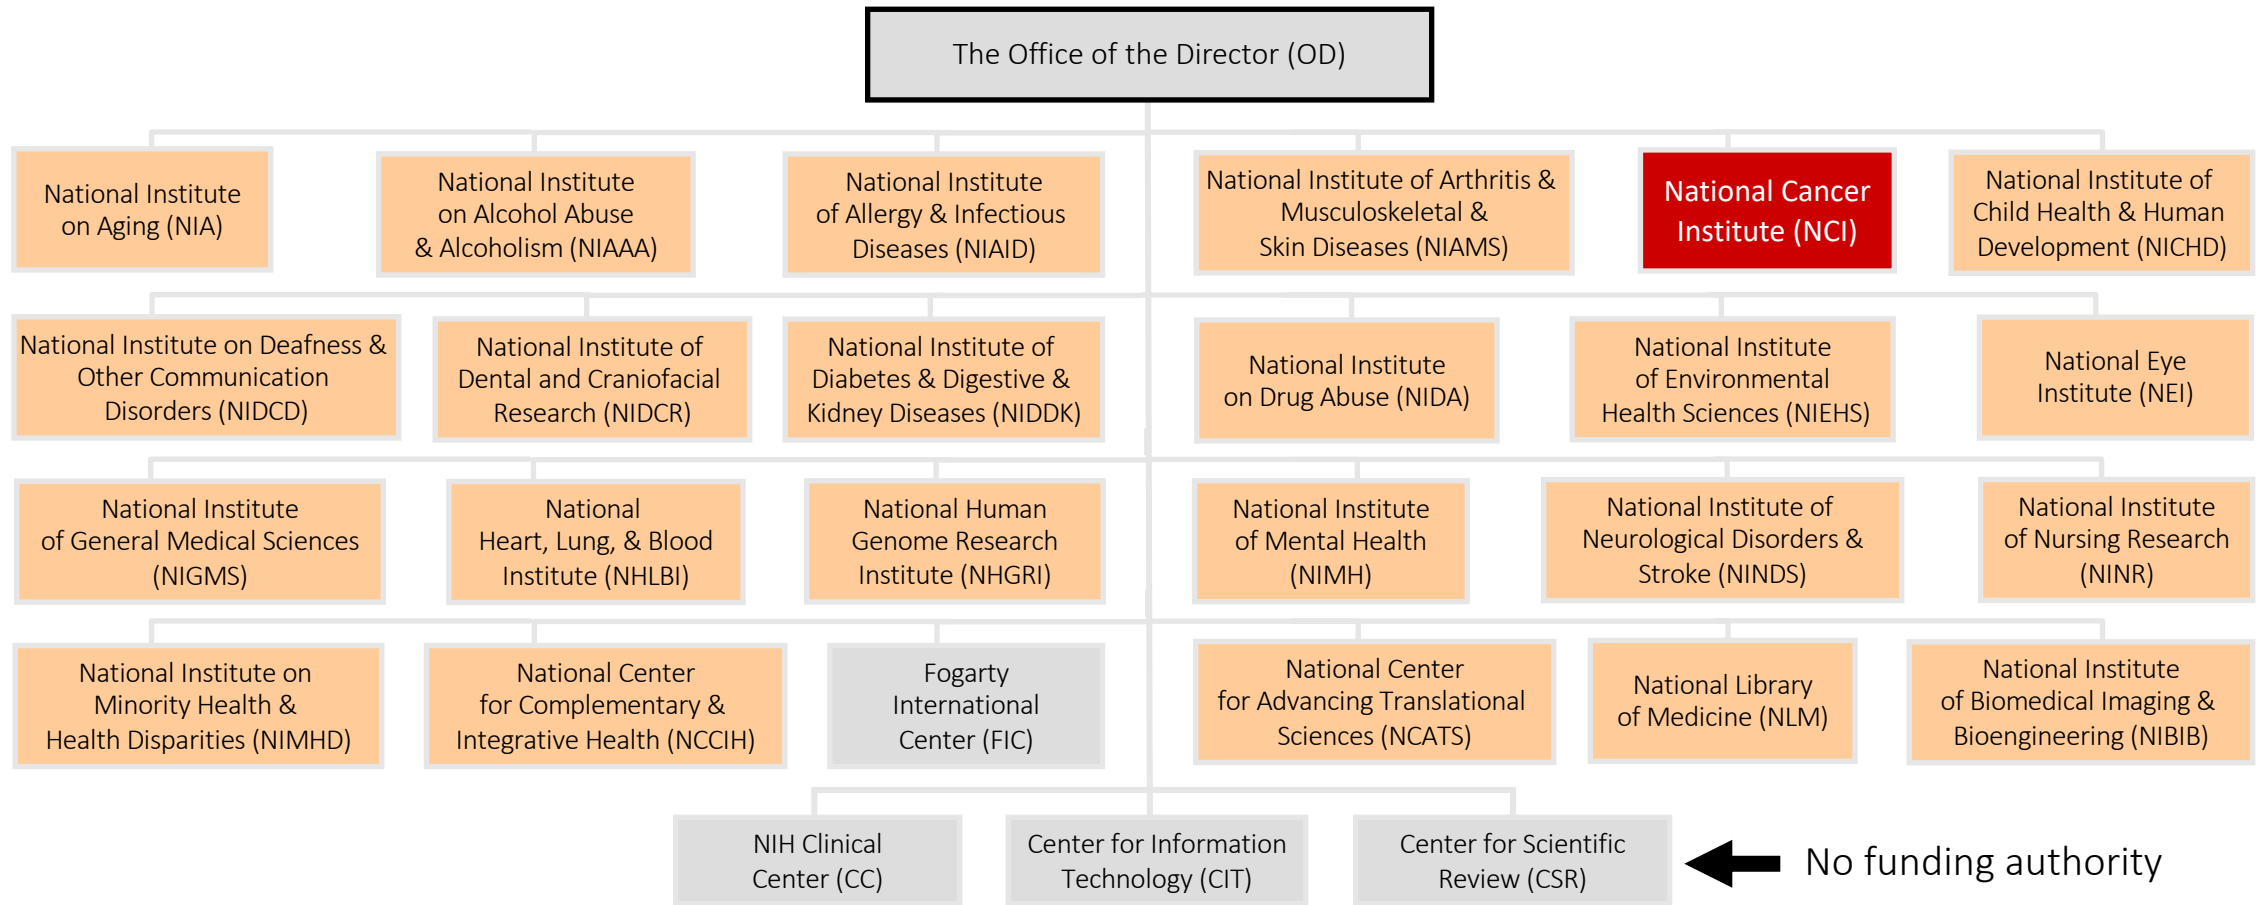 The Office of the Director (OD)
National Institute
on Aging (NIA)
National Institute
on Alcohol Abuse
& Alcoholism (NIAAA)
National Institute
of Allergy & Infectious
Diseases (NIAID)
National Institute of Arthritis &
Musculoskeletal &
Skin Diseases (NIAMS)
National Cancer
Institute (NCI)
National Institute of
Child Health & Human
Development (NICHD)
National Institute on Deafness &
Other Communication
Disorders (NIDCD)
National Institute of
Dental and Craniofacial
Research (NIDCR)
National Institute of
Diabetes & Digestive &
Kidney Diseases (NIDDK)
National Institute
on Drug Abuse (NIDA)
National Institute
of Environmental
Health Sciences (NIEHS)
National Eye
Institute (NEI)
National Institute
of General Medical Sciences
(NIGMS)
National
Heart, Lung, & Blood
Institute (NHLBI)
National Human
Genome Research
Institute (NHGRI)
National Institute
of Mental Health
(NIMH)
National Institute of
Neurological Disorders &
Stroke (NINDS)
National Institute
of Nursing Research
(NINR)
National Institute on
Minority Health &
Health Disparities (NIMHD)
National Center
for Complementary &
Integrative Health (NCCIH)
Fogarty
International
Center (FIC)
National Center
for Advancing Translational
Sciences (NCATS)
National Library
of Medicine (NLM)
National Institute
of Biomedical Imaging &
Bioengineering (NIBIB)
NIH Clinical
Center (CC)
Center for Information
Technology (CIT)
Center for Scientific
Review (CSR)
No funding authority